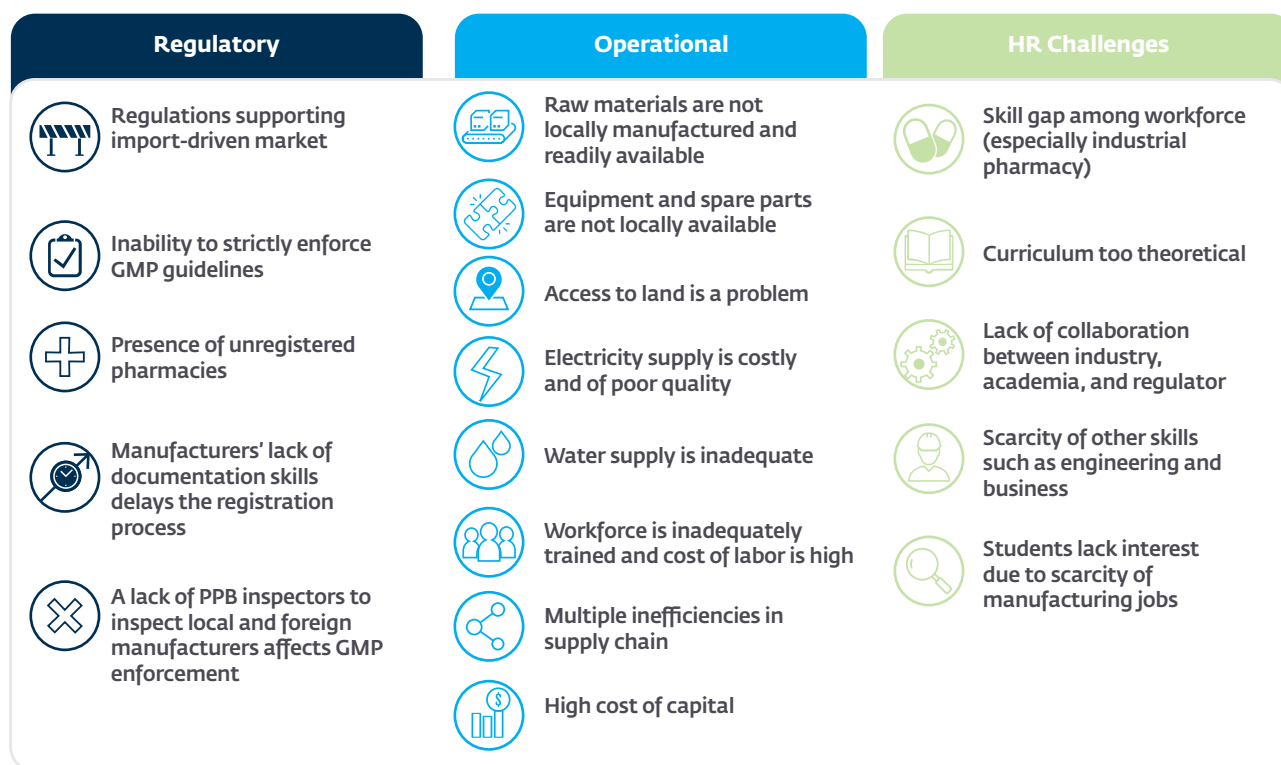 Regulatory
Regulations supporting
import-driven market
Inability to strictly enforce
GMP guidelines
Presence of unregistered
pharmacies
Manufacturers’ lack of
documentation skills
delays the registration
process
A lack of PPB inspectors to
inspect local and foreign
manufacturers affects GMP
enforcement
Operational
Raw materials are not
locally manufactured and
readily available
Equipment and spare parts
are not locally available
Access to land is a problem
Electricity supply is costly
and of poor quality
Water supply is inadequate
Workforce is inadequately
trained and cost of labor is high
Multiple inefficiencies in
supply chain
$
High cost of capital
HR Challenges
Skill gap among workforce
(especially industrial
pharmacy)
Curriculum too theoretical
Lack of collaboration
between industry,
academia, and regulator
Scarcity of other skills
such as engineering and
business
Students lack interest
due to scarcity of
manufacturing jobs